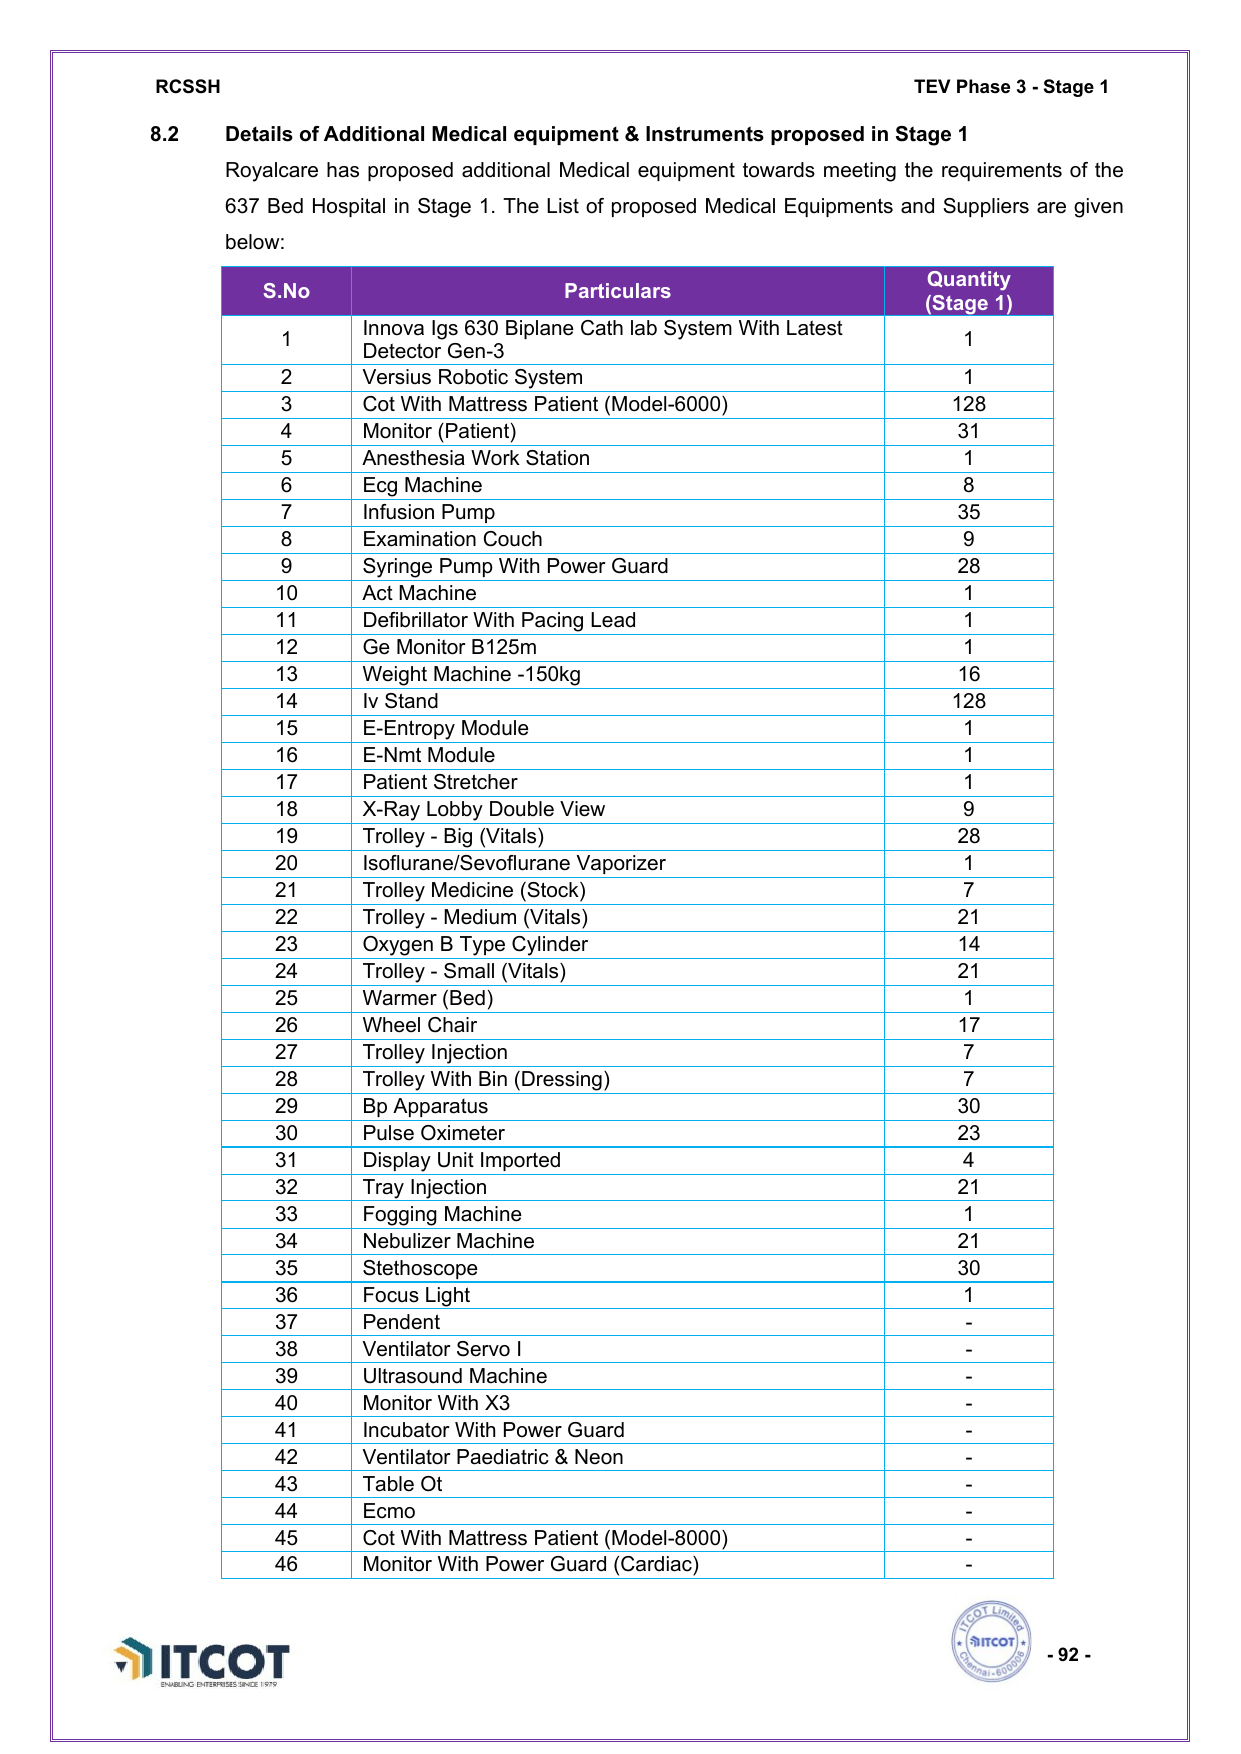 RCSSH TEV Phase 3 - Stage 1
8.2 Details of Additional Medical equipment & Instruments proposed in Stage 1
Royalcare has proposed additional Medical equipment towards meeting the requirements of the
637 Bed Hospital in Stage 1. The List of proposed Medical Equipments and Suppliers are given
below:
S.No Particulars Quantity (Stage 1)
1 Innova Igs 630 Biplane Cath lab System With Latest Detector Gen-3 1
2 Versius Robotic System 1
3 Cot With Mattress Patient (Model-6000) 128
4 Monitor (Patient) 31
5 Anesthesia Work Station 1
6 Ecg Machine 8
7 Infusion Pump 35
8 Examination Couch 9
9 Syringe Pump With Power Guard 28
10 Act Machine 1
11 Defibrillator With Pacing Lead 1
12 Ge Monitor B125m 1
13 Weight Machine -150kg 16
14 Iv Stand 128
15 E-Entropy Module 1
16 E-Nmt Module 1
17 Patient Stretcher 1
18 X-Ray Lobby Double View 9
19 Trolley - Big (Vitals) 28
20 Isoflurane/Sevoflurane Vaporizer 1
21 Trolley Medicine (Stock) 7
22 Trolley - Medium (Vitals) 21
23 Oxygen B Type Cylinder 14
24 Trolley - Small (Vitals) 21
25 Warmer (Bed) 1
26 Wheel Chair 17
27 Trolley Injection 7
28 Trolley With Bin (Dressing) 7
29 Bp Apparatus 30
30 Pulse Oximeter 23
31 Display Unit Imported 4
32 Tray Injection 21
33 Fogging Machine 1
34 Nebulizer Machine 21
35 Stethoscope 30
36 Focus Light 1
37 Pendent -
38 Ventilator Servo I -
39 Ultrasound Machine -
40 Monitor With X3 -
41 Incubator With Power Guard -
42 Ventilator Paediatric & Neon -
43 Table Ot -
44 Ecmo -
45 Cot With Mattress Patient (Model-8000) -
46 Monitor With Power Guard (Cardiac) -
ITCOT
ENABLING ENTERPRISES SINCE 1979
ITCOT Limited
ITCOT
Chennai-600006
- 92 -